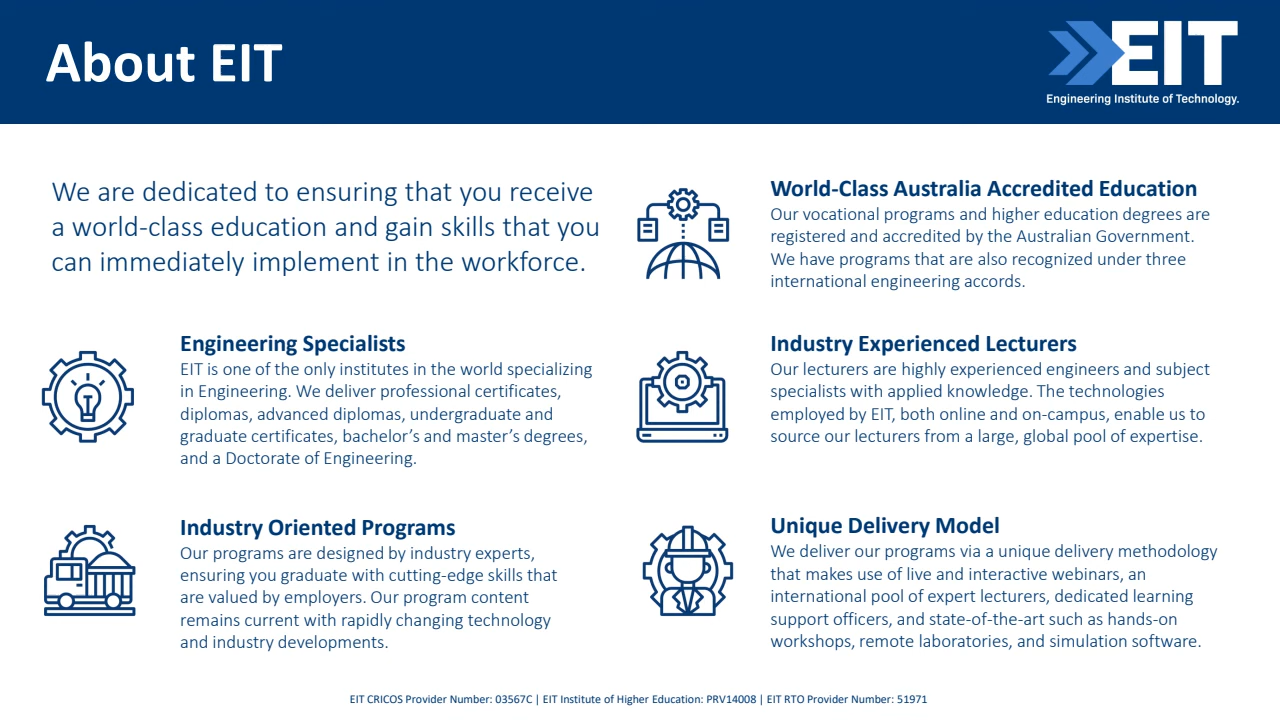 About EIT
EIT
Engineering Institute of Technology.
We are dedicated to ensuring that you receive
a world-class education and gain skills that you
can immediately implement in the workforce.
World-Class Australia Accredited Education
Our vocational programs and higher education degrees are
registered and accredited by the Australian Government.
We have programs that are also recognized under three
international engineering accords.
Engineering Specialists
EIT is one of the only institutes in the world specializing
in Engineering. We deliver professional certificates,
diplomas, advanced diplomas, undergraduate and
graduate certificates, bachelor’s and master’s degrees,
and a Doctorate of Engineering.
Industry Experienced Lecturers
Our lecturers are highly experienced engineers and subject
specialists with applied knowledge. The technologies
employed by EIT, both online and on-campus, enable us to
source our lecturers from a large, global pool of expertise.
Industry Oriented Programs
Our programs are designed by industry experts,
ensuring you graduate with cutting-edge skills that
are valued by employers. Our program content
remains current with rapidly changing technology
and industry developments.
Unique Delivery Model
We deliver our programs via a unique delivery methodology
that makes use of live and interactive webinars, an
international pool of expert lecturers, dedicated learning
support officers, and state-of-the-art such as hands-on
workshops, remote laboratories, and simulation software.
EIT CRICOS Provider Number: 03567C | EIT Institute of Higher Education: PRV14008 | EIT RTO Provider Number: 51971